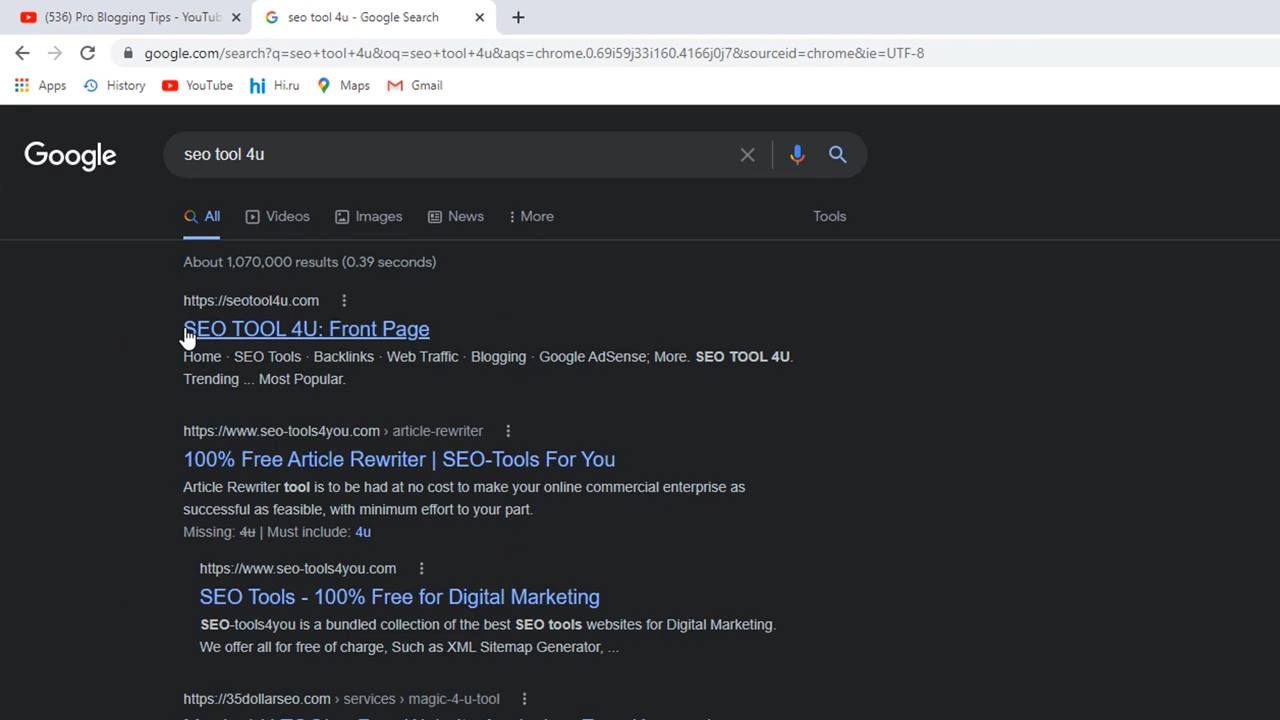 (536) Pro Blogging Tips - YouTub
seo tool 4u - Google Search
google.com/search?q=seo+tool+4u&oq=seo+tool+4u&aqs=chrome.0.69i59j33i160.4166j0j7&sourceid=chrome&ie=UTF-8
Apps History YouTube hi Hi.ru Maps Gmail
Google
seo tool 4u
All Videos Images News More Tools
About 1,070,000 results (0.39 seconds)
https://seotool4u.com
SEO TOOL 4U: Front Page
Home · SEO Tools · Backlinks · Web Traffic · Blogging · Google AdSense; More. SEO TOOL 4U.
Trending ... Most Popular.
https://www.seo-tools4you.com › article-rewriter
100% Free Article Rewriter | SEO-Tools For You
Article Rewriter tool is to be had at no cost to make your online commercial enterprise as
successful as feasible, with minimum effort to your part.
Missing: 4u | Must include: 4u
https://www.seo-tools4you.com
SEO Tools - 100% Free for Digital Marketing
SEO-tools4you is a bundled collection of the best SEO tools websites for Digital Marketing.
We offer all for free of charge, Such as XML Sitemap Generator, ...
https://35dollarseo.com › services › magic-4-u-tool